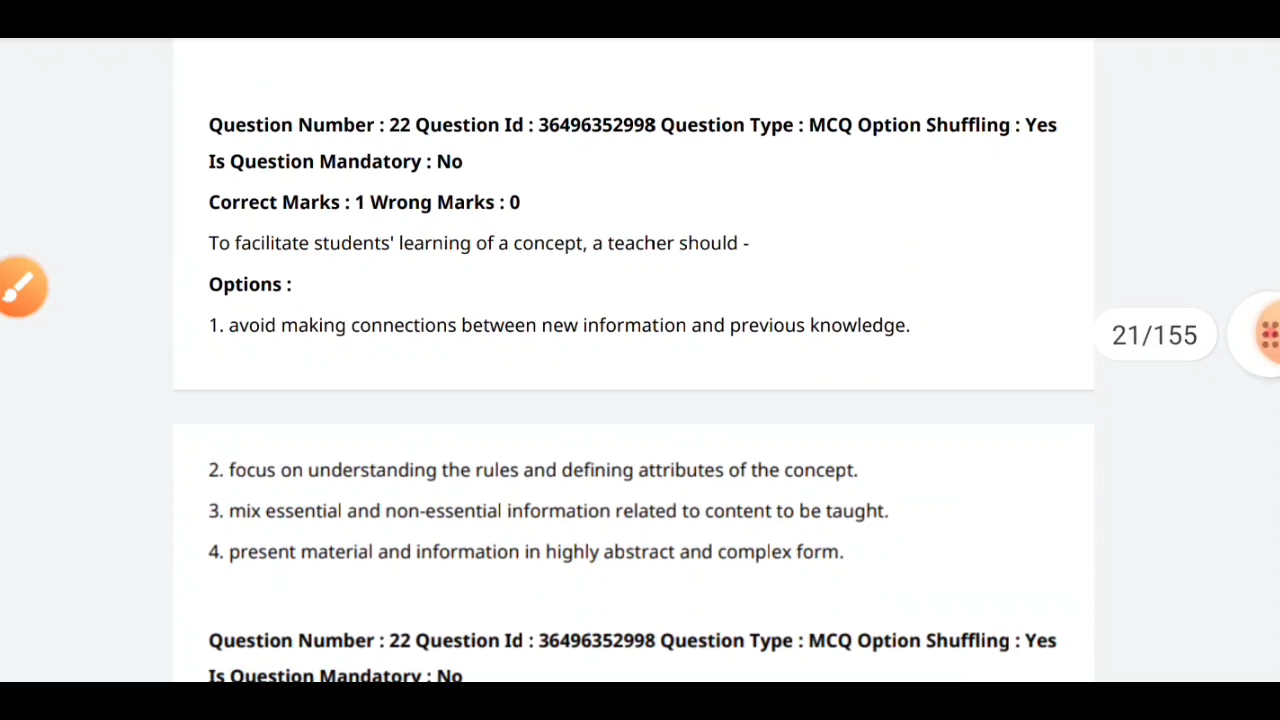 Question Number : 22 Question Id : 36496352998 Question Type : MCQ Option Shuffling : Yes
Is Question Mandatory : No
Correct Marks : 1 Wrong Marks : 0
To facilitate students' learning of a concept, a teacher should -
Options :
1. avoid making connections between new information and previous knowledge.
21/155
2. focus on understanding the rules and defining attributes of the concept.
3. mix essential and non-essential information related to content to be taught.
4. present material and information in highly abstract and complex form.
Question Number : 22 Question Id : 36496352998 Question Type : MCQ Option Shuffling : Yes
Is Question Mandatory : No